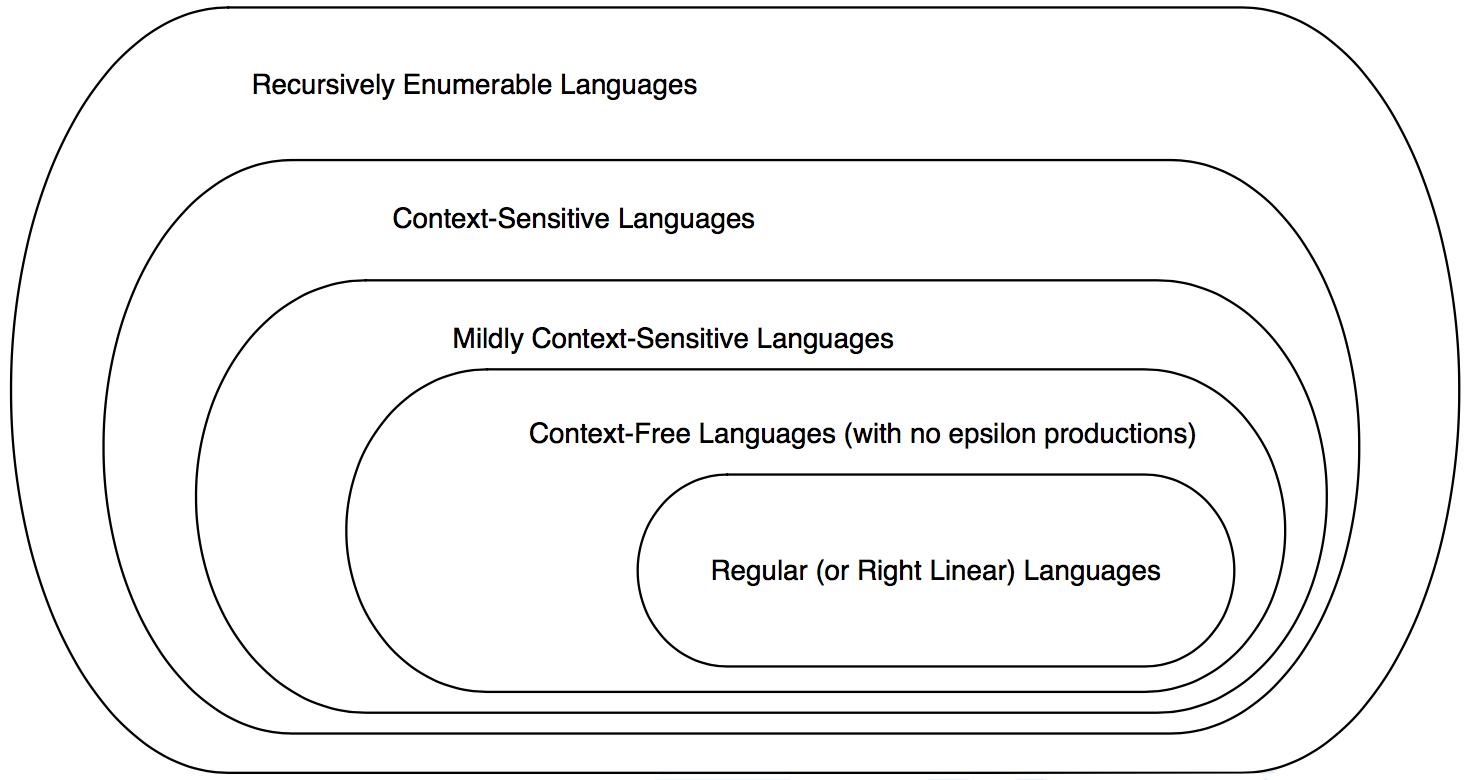 Recursively Enumerable Languages
Context-Sensitive Languages
Mildly Context-Sensitive Languages
Context-Free Languages (with no epsilon productions)
Regular (or Right Linear) Languages